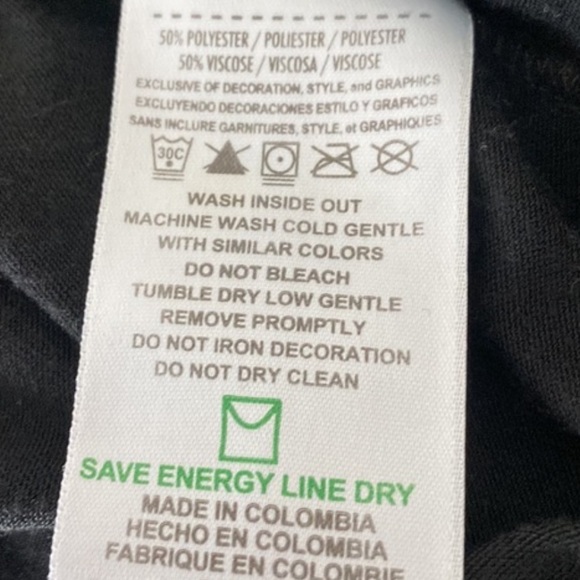 50% POLYESTER / POLIESTER / POLYESTER
50% VISCOSE / VISCOSA / VISCOSE
EXCLUSIVE OF DECORATION, STYLE, and GRAPHICS
EXCLUYENDO DECORACIONES ESTILO Y GRAFICOS
SANS INCLURE GARNITURES, STYLE, et GRAPHIQUES
30C
WASH INSIDE OUT
MACHINE WASH COLD GENTLE
WITH SIMILAR COLORS
DO NOT BLEACH
TUMBLE DRY LOW GENTLE
REMOVE PROMPTLY
DO NOT IRON DECORATION
DO NOT DRY CLEAN
SAVE ENERGY LINE DRY
MADE IN COLOMBIA
HECHO EN COLOMBIA
FABRIQUE EN COLOMBIE